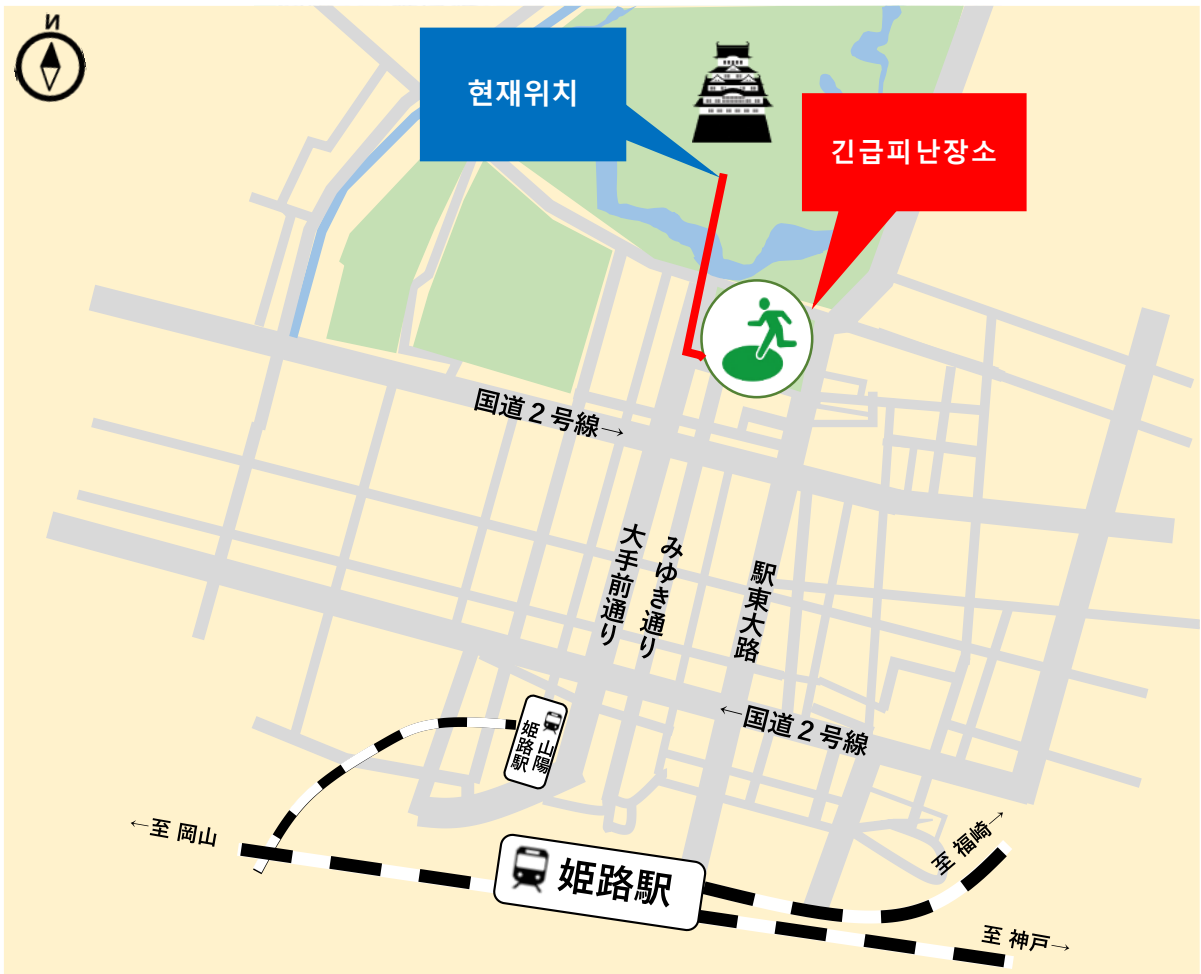 N
현재위치
긴급피난장소
国道２号線→
大手前通り
みゆき通り
駅東大路
←国道２号線
山陽
姫路駅
←至 岡山
姫路駅
至 福崎→
至 神戸→